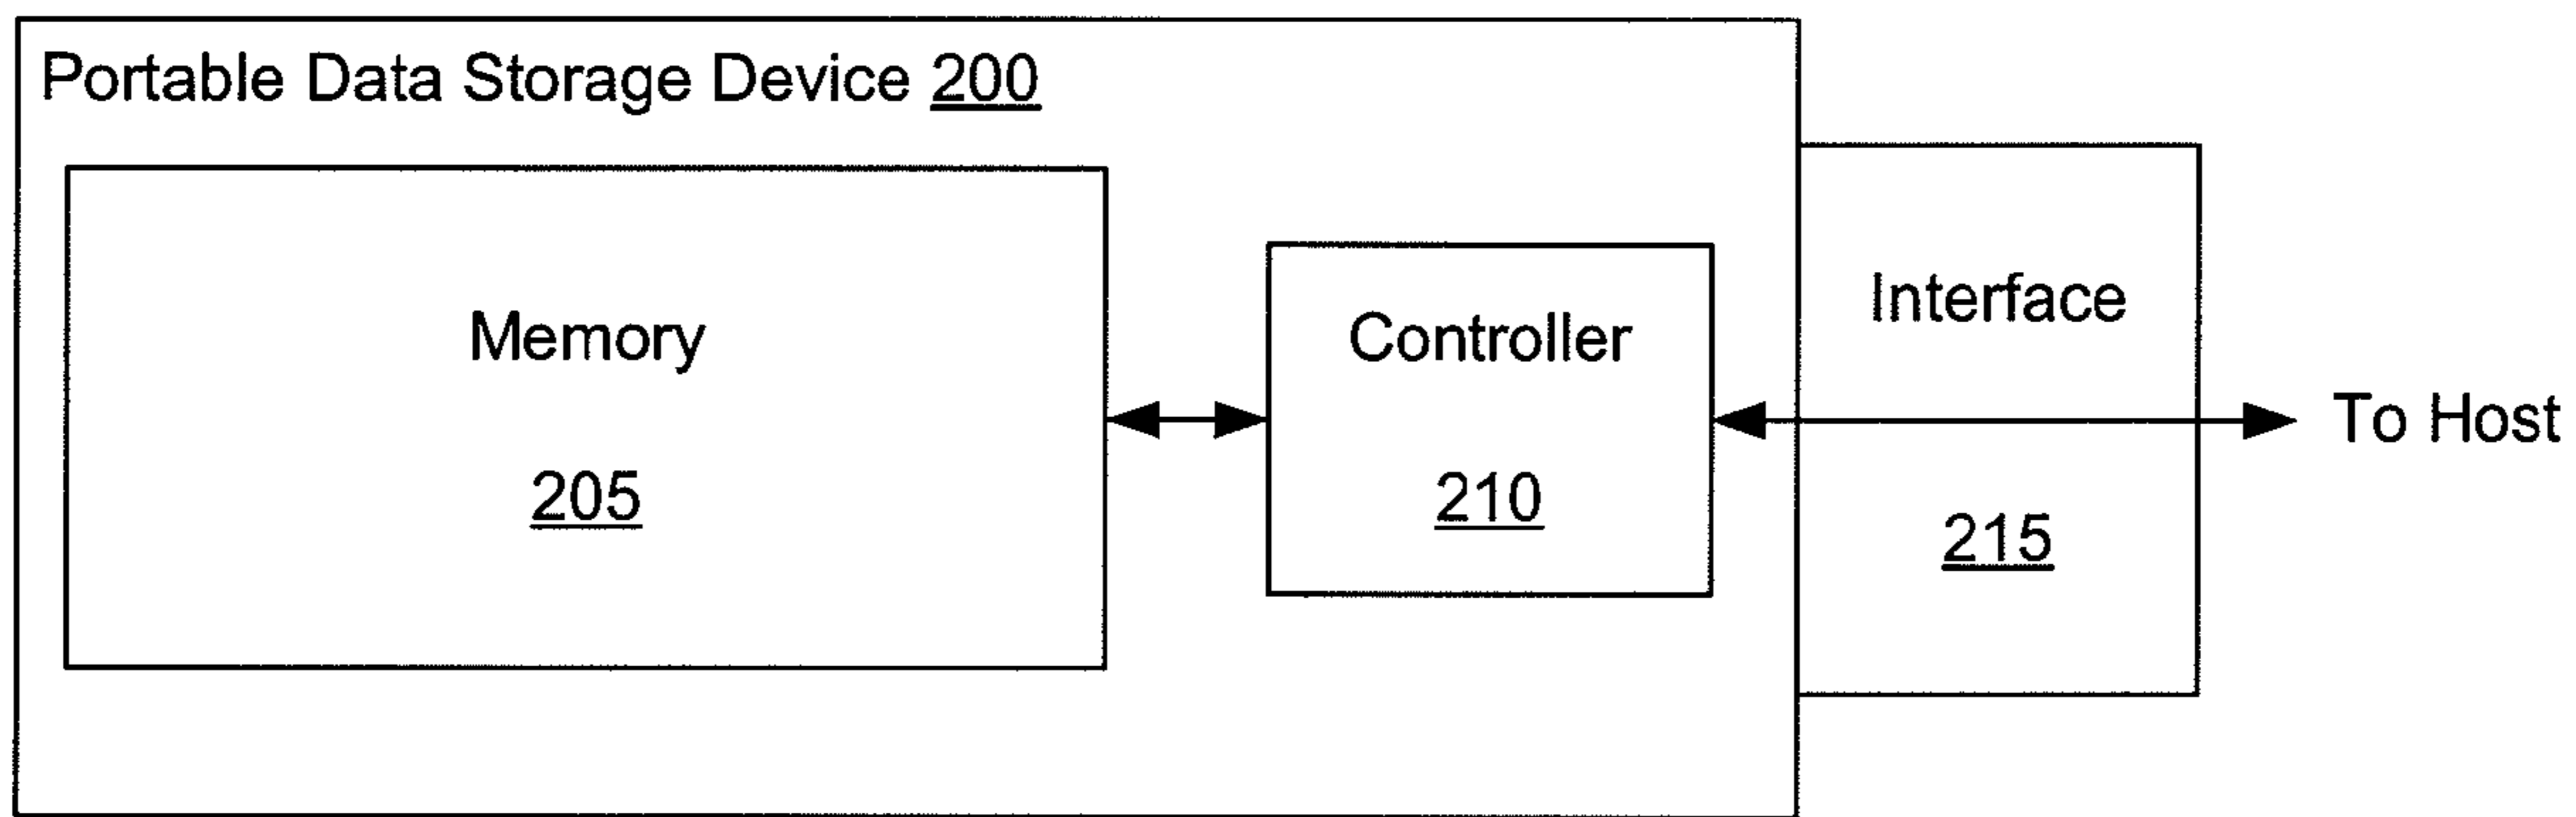 Portable Data Storage Device 200
Memory
205
Controller
210
Interface
215
To Host